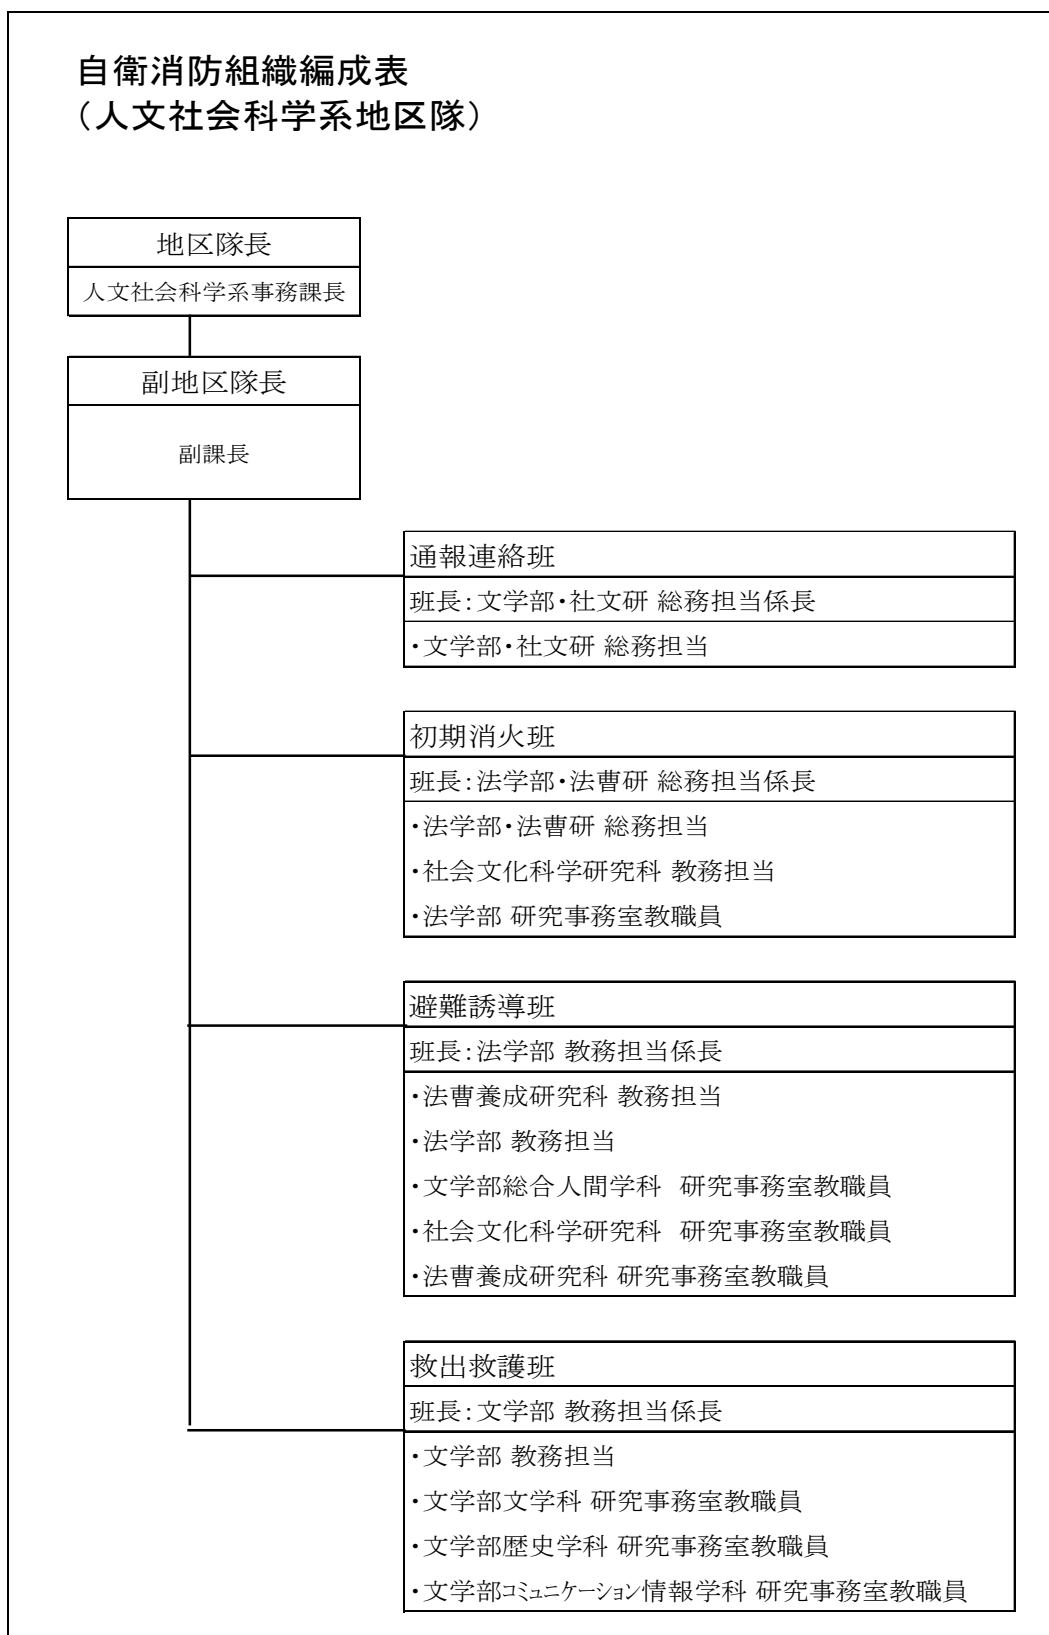 自衛消防組織編成表
（人文社会科学系地区隊）
地区隊長
人文社会科学系事務課長
副地区隊長
副課長
通報連絡班
班長：文学部・社文研 総務担当係長
・文学部・社文研 総務担当
初期消火班
班長：法学部・法曹研 総務担当係長
・法学部・法曹研 総務担当
・社会文化科学研究科 教務担当
・法学部 研究事務室教職員
避難誘導班
班長：法学部 教務担当係長
・法曹養成研究科 教務担当
・法学部 教務担当
・文学部総合人間学科　研究事務室教職員
・社会文化科学研究科　研究事務室教職員
・法曹養成研究科 研究事務室教職員
救出救護班
班長：文学部 教務担当係長
・文学部 教務担当
・文学部文学科 研究事務室教職員
・文学部歴史学科 研究事務室教職員
・文学部ｺﾐｭﾆｹｰｼｮﾝ情報学科 研究事務室教職員